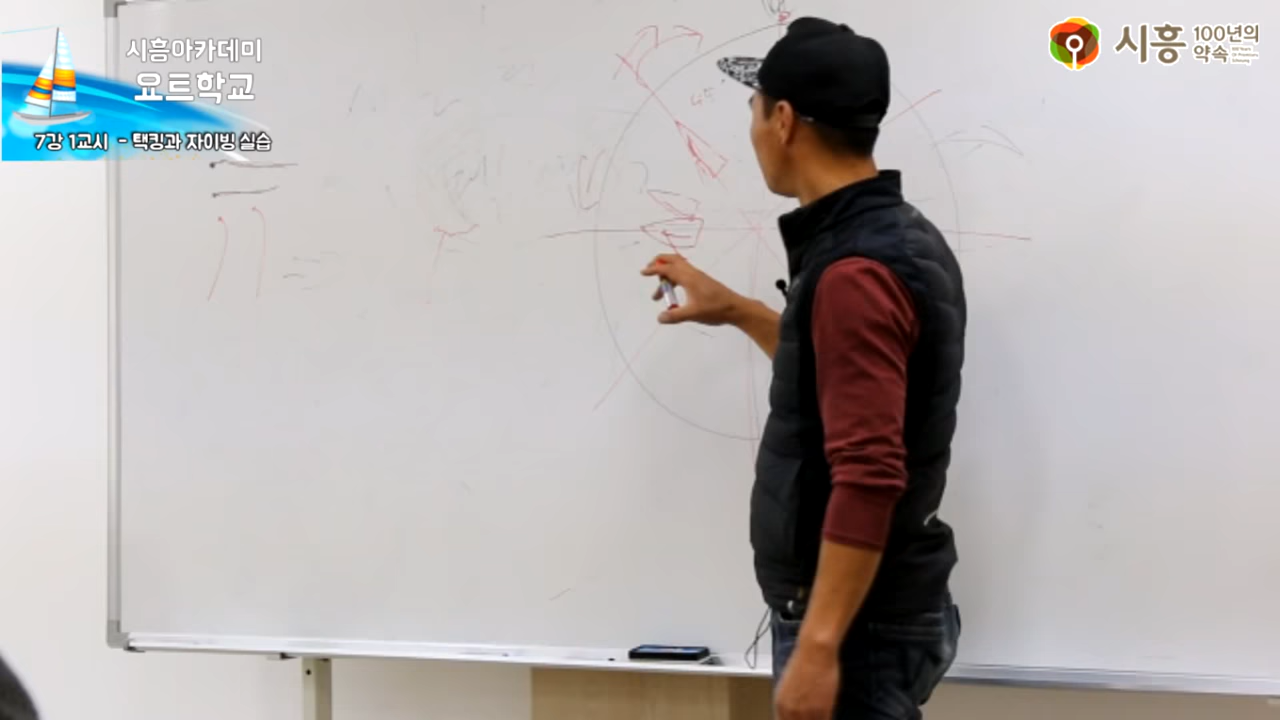 시흥아카데미
요트학교
7강 1교시 - 택킹과 자이빙 실습
시흥 100년의
약속
45°